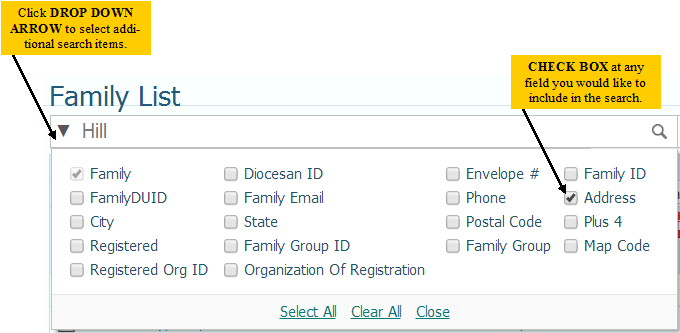 Click DROP DOWN
ARROW to select addi-
tional search items.
CHECK BOX at any
field you would like to
include in the search.
Family List
Hill
Family Diocesan ID Envelope # Family ID
FamilyDUID Family Email Phone Address
City State Postal Code Plus 4
Registered Family Group ID Family Group Map Code
Registered Org ID Organization Of Registration
Select All Clear All Close